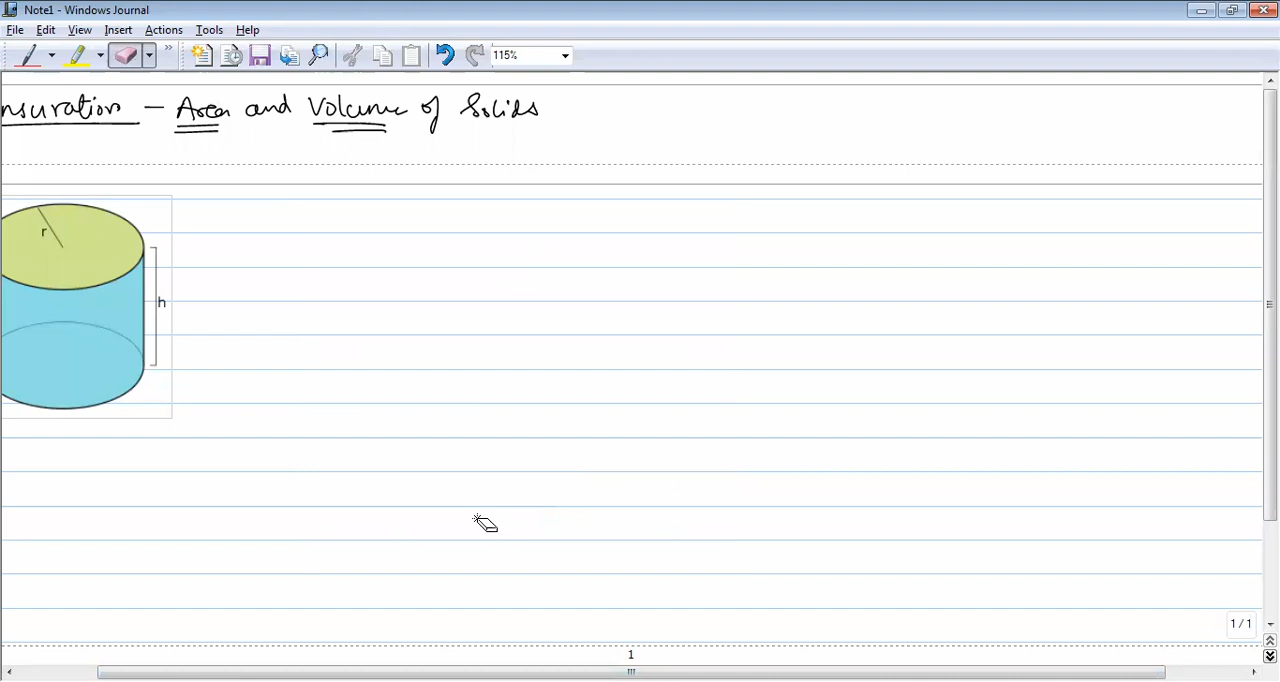 Note1 - Windows Journal
File Edit View Insert Actions Tools Help
115%
nsuration — Area and Volume of Solids
r
h
1 / 1
1